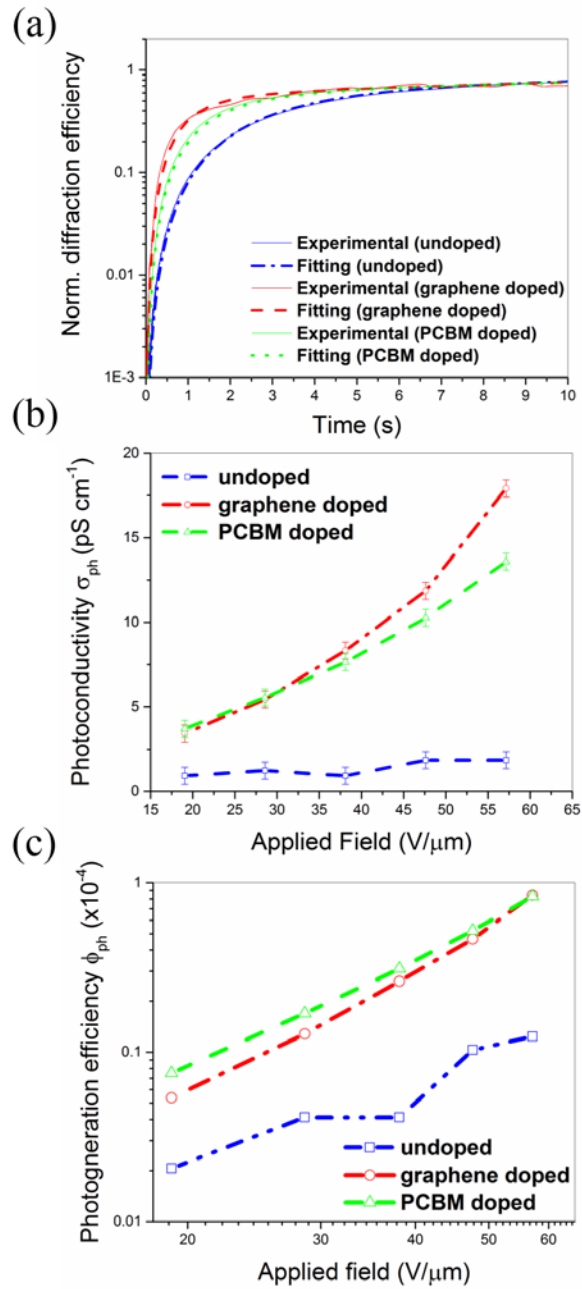 (a)
Norm. diffraction efficiency
1
0.1
0.01
1E-3
Experimental (undoped)
Fitting (undoped)
Experimental (graphene doped)
Fitting (graphene doped)
Experimental (PCBM doped)
Fitting (PCBM doped)
0 1 2 3 4 5 6 7 8 9 10
Time (s)
(b)
Photoconductivity σph (pS cm⁻¹)
18
15
10
5
0
undoped
graphene doped
PCBM doped
15 20 25 30 35 40 45 50 55 60 65
Applied Field (V/μm)
(c)
Photogneration efficiency ϕph (x10⁻⁴)
1
0.1
0.01
undoped
graphene doped
PCBM doped
20 30 40 50 60
Applied field (V/μm)